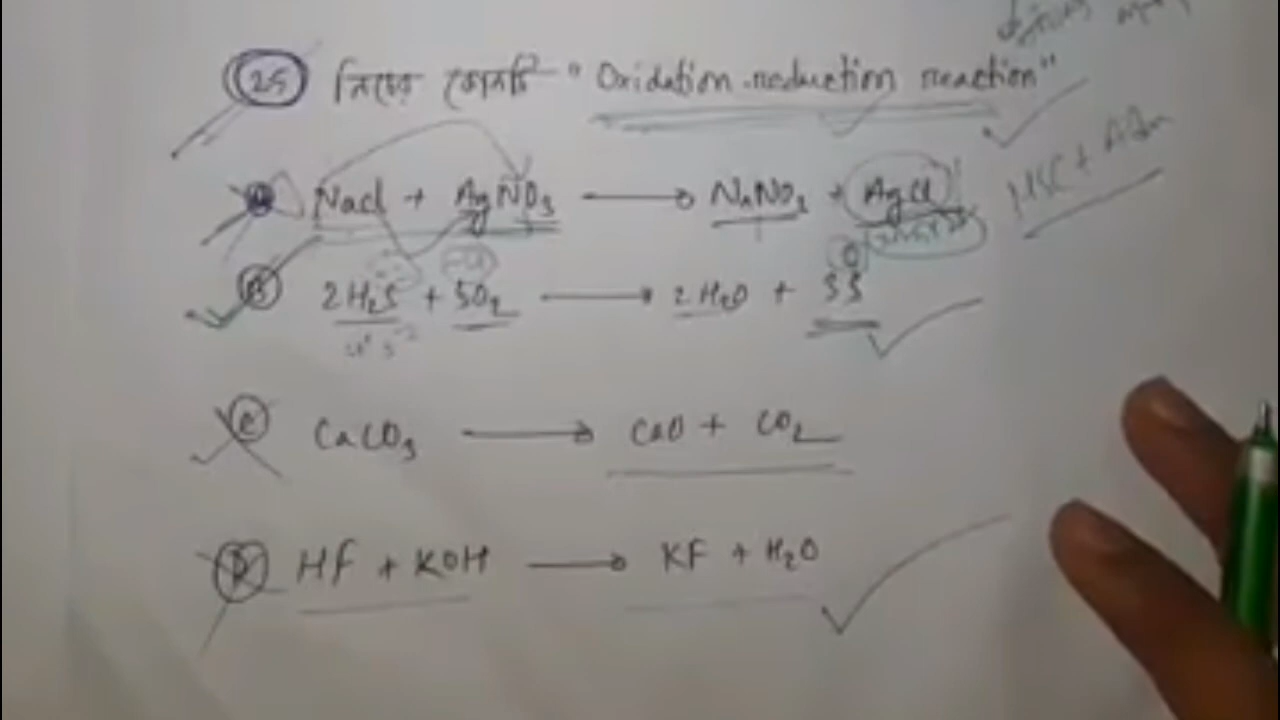 25 নিচের কোনটি "Oxidation-reduction reaction"
A NaCl + AgNO3 → NaNO3 + AgCl
B 2H2S + SO2 → 2H2O + 3S
C CaCO3 → CaO + CO2
D HF + KOH → KF + H2O